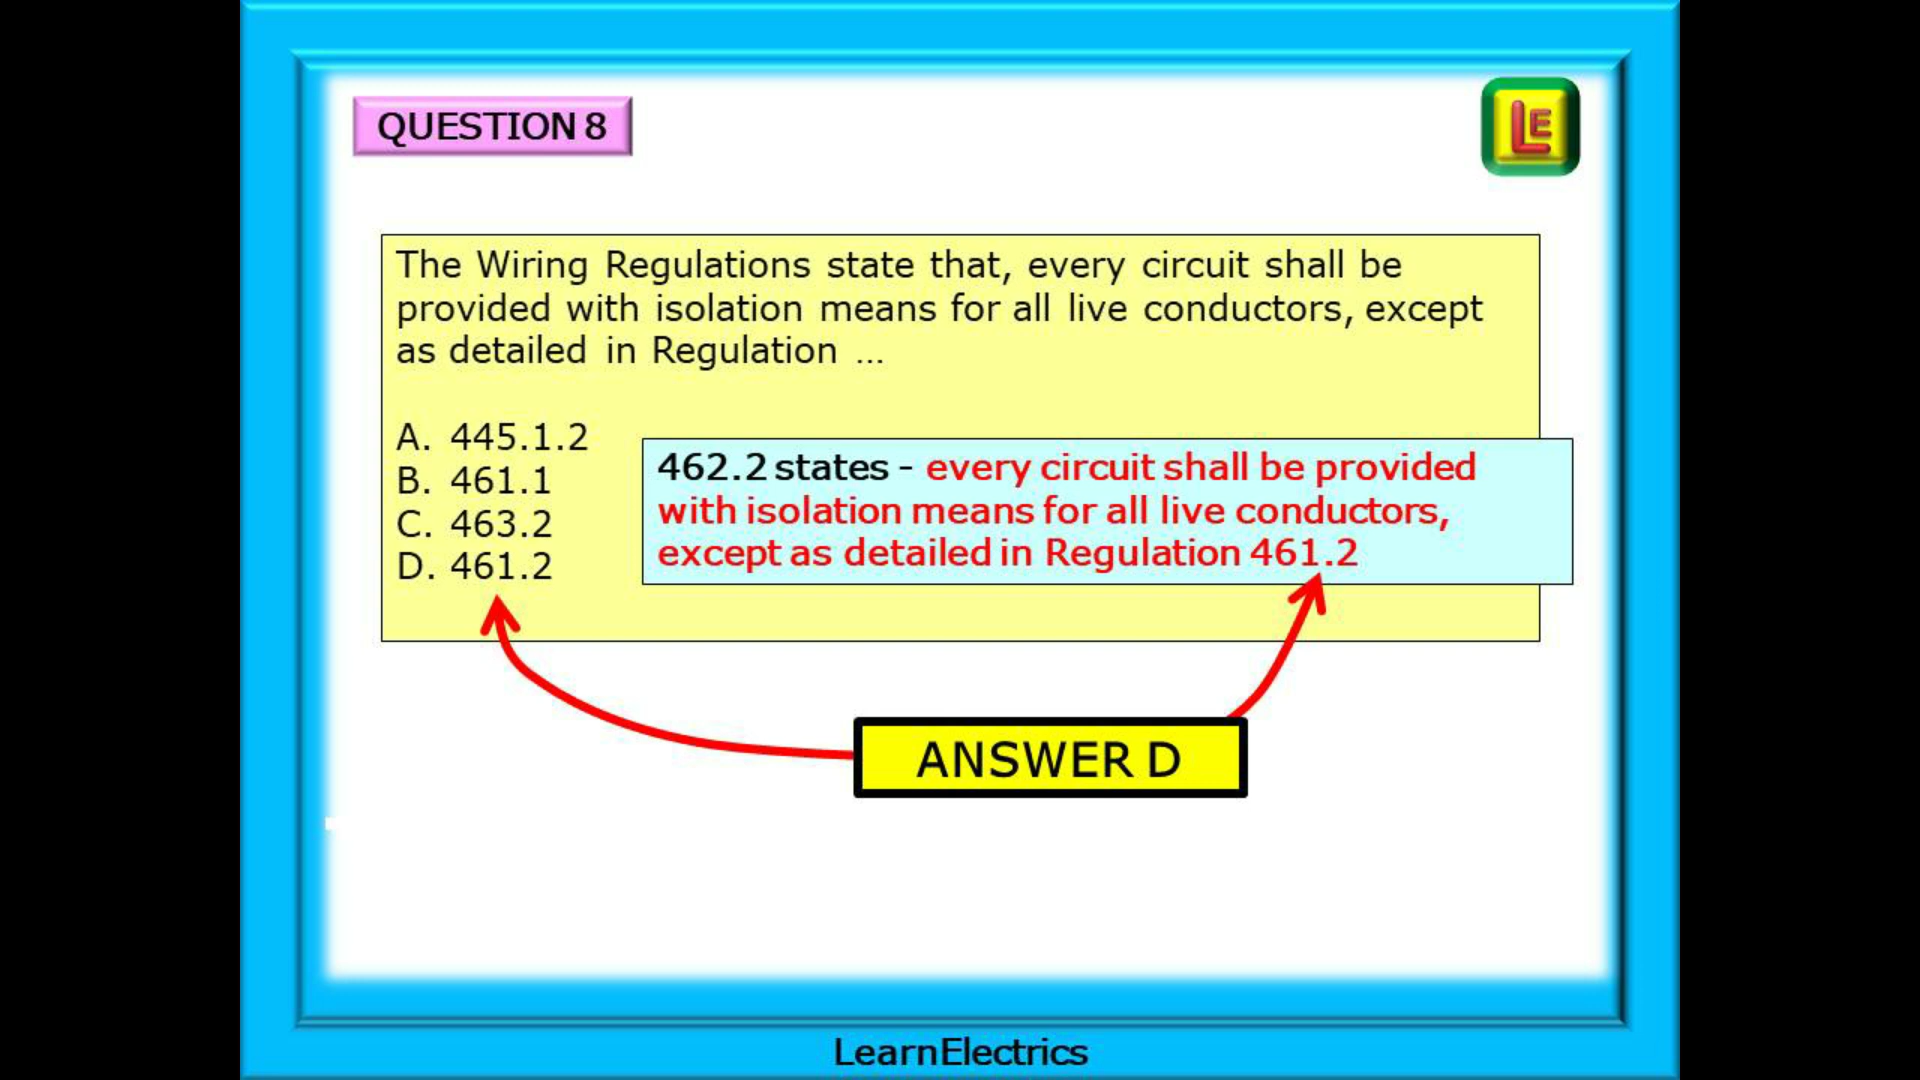 QUESTION 8
LE
The Wiring Regulations state that, every circuit shall be
provided with isolation means for all live conductors, except
as detailed in Regulation ...
A. 445.1.2
B. 461.1
C. 463.2
D. 461.2
462.2 states - every circuit shall be provided
with isolation means for all live conductors,
except as detailed in Regulation 461.2
ANSWER D
LearnElectrics